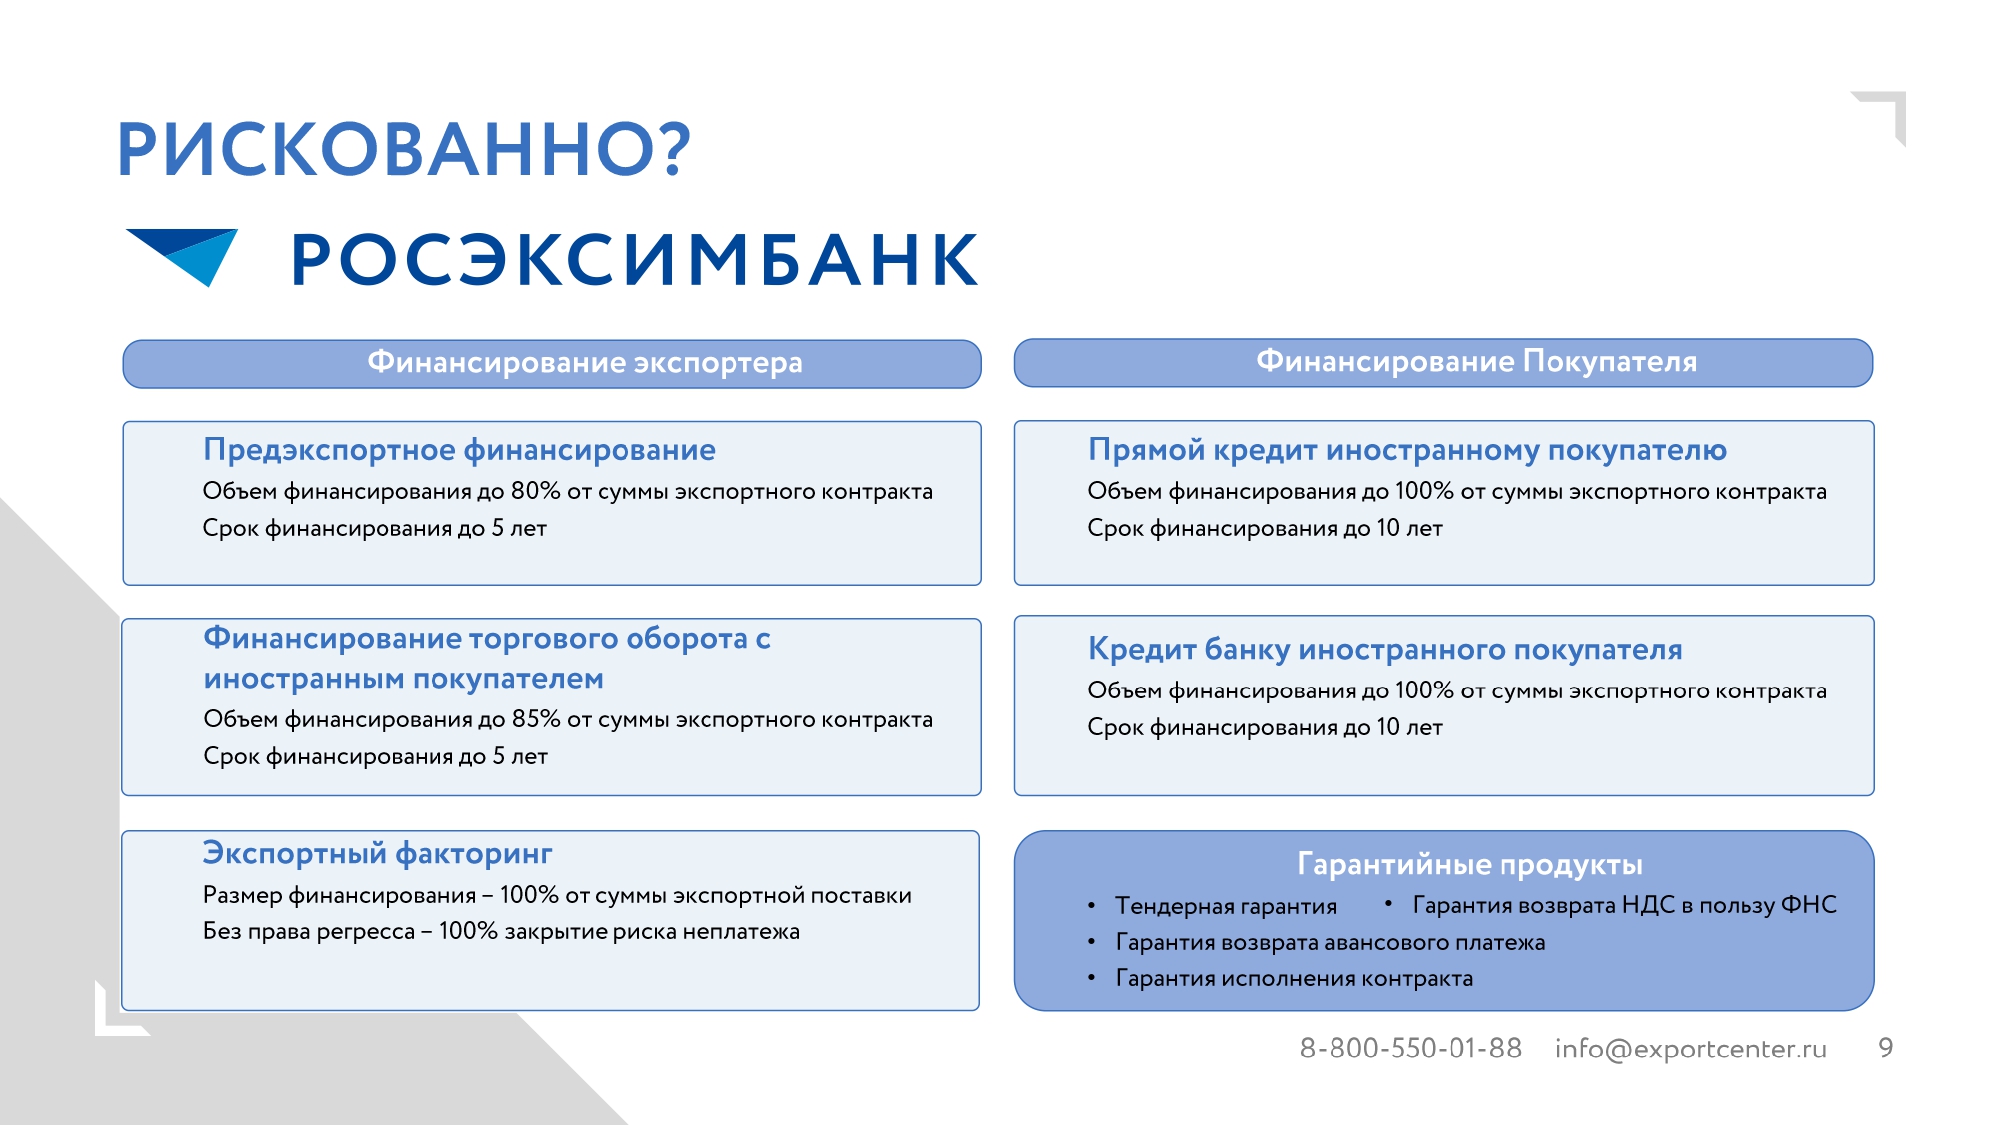 РИСКОВАННО?
РОСЭКСИМБАНК
Финансирование экспортера
Предэкспортное финансирование
Объем финансирования до 80% от суммы экспортного контракта
Срок финансирования до 5 лет
Финансирование торгового оборота с
иностранным покупателем
Объем финансирования до 85% от суммы экспортного контракта
Срок финансирования до 5 лет
Экспортный факторинг
Размер финансирования – 100% от суммы экспортной поставки
Без права регресса – 100% закрытие риска неплатежа
Финансирование Покупателя
Прямой кредит иностранному покупателю
Объем финансирования до 100% от суммы экспортного контракта
Срок финансирования до 10 лет
Кредит банку иностранного покупателя
Объем финансирования до 100% от суммы экспортного контракта
Срок финансирования до 10 лет
Гарантийные продукты
• Тендерная гарантия • Гарантия возврата НДС в пользу ФНС
• Гарантия возврата авансового платежа
• Гарантия исполнения контракта
8-800-550-01-88 info@exportcenter.ru 9